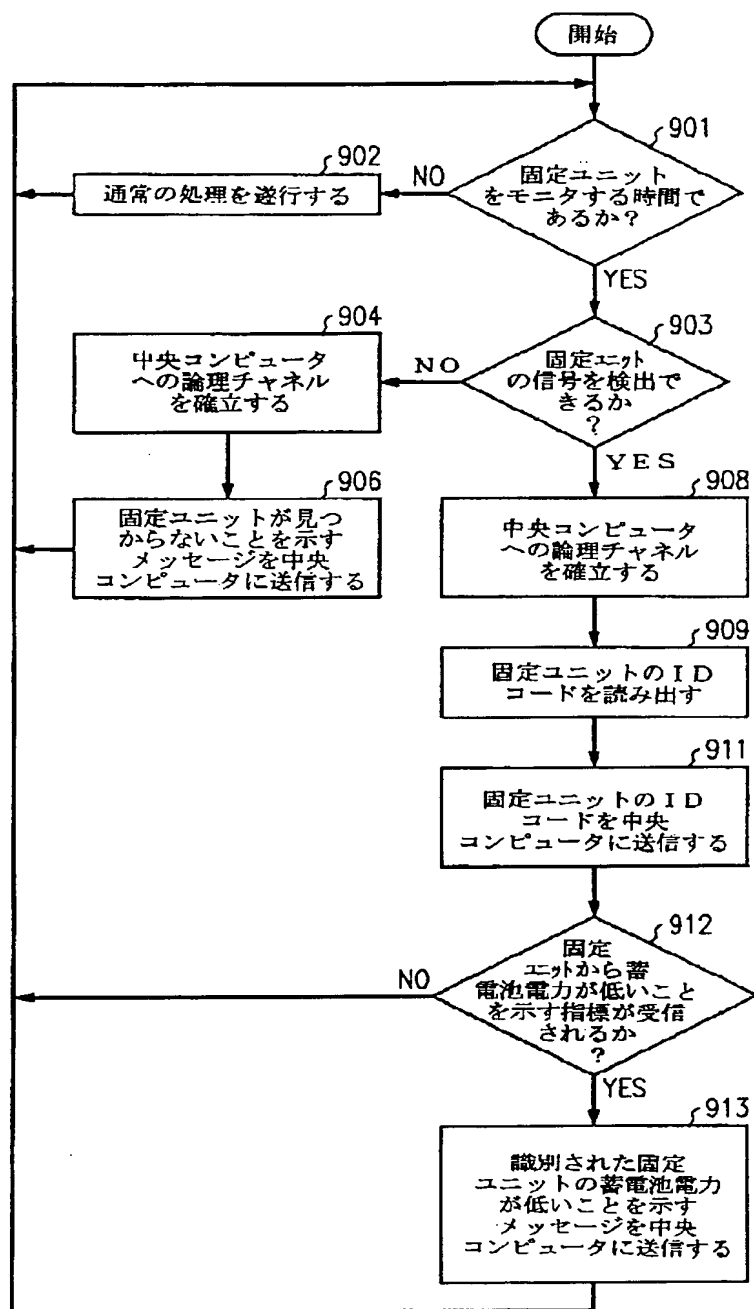 開始
901
固定ユニット
をモニタする時間で
あるか?
NO
902
通常の処理を遂行する
YES
903
固定ユニット
の信号を検出で
きるか
?
NO
904
中央コンピュータ
への論理チャネル
を確立する
906
固定ユニットが見つ
からないことを示す
メッセージを中央
コンピュータに送信する
YES
908
中央コンピュータ
への論理チャネル
を確立する
909
固定ユニットのID
コードを読み出す
911
固定ユニットのID
コードを中央
コンピュータに送信する
912
固定
ユニットから蓄
電池電力が低いこと
を示す指標が受信
されるか
?
NO
YES
913
識別された固定
ユニットの蓄電池電力
が低いことを示す
メッセージを中央
コンピュータに送信する